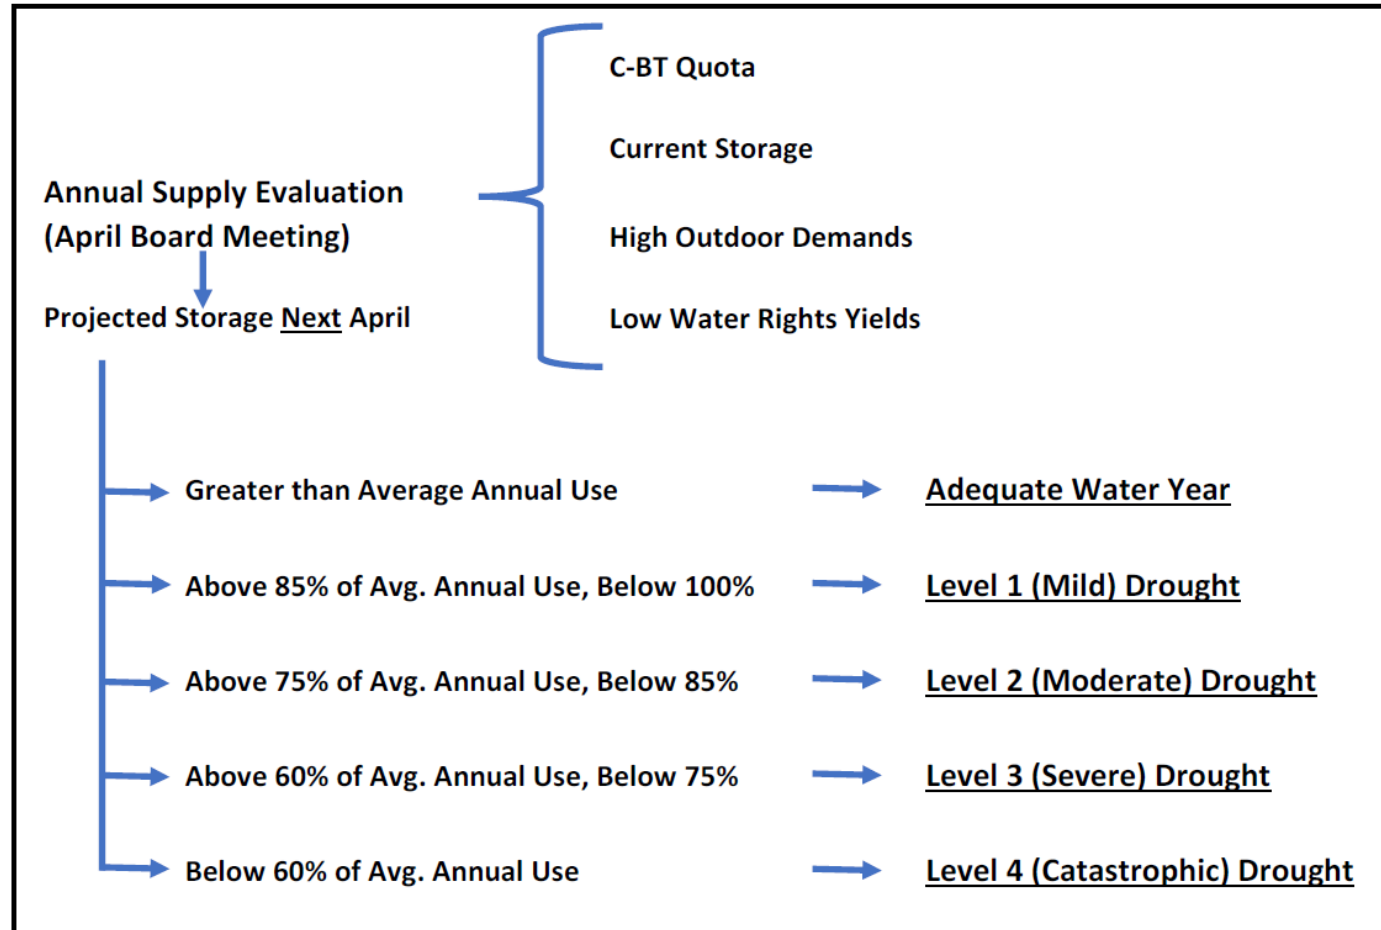 C-BT Quota
Current Storage
Annual Supply Evaluation
(April Board Meeting)
High Outdoor Demands
Projected Storage Next April
Low Water Rights Yields
Greater than Average Annual Use
Adequate Water Year
Above 85% of Avg. Annual Use, Below 100%
Level 1 (Mild) Drought
Above 75% of Avg. Annual Use, Below 85%
Level 2 (Moderate) Drought
Above 60% of Avg. Annual Use, Below 75%
Level 3 (Severe) Drought
Below 60% of Avg. Annual Use
Level 4 (Catastrophic) Drought